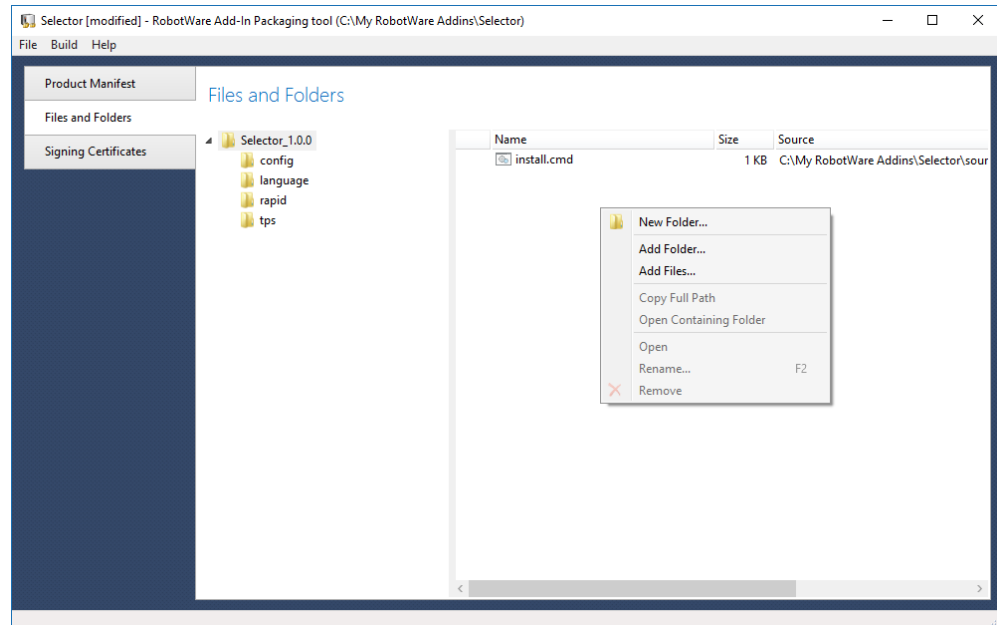 Selector [modified] - RobotWare Add-In Packaging tool (C:\My RobotWare Addins\Selector)
File Build Help
Product Manifest
Files and Folders
Signing Certificates
Files and Folders
Selector_1.0.0
config
language
rapid
tps
Name Size Source
install.cmd 1 KB C:\My RobotWare Addins\Selector\sour
New Folder...
Add Folder...
Add Files...
Copy Full Path
Open Containing Folder
Open
Rename... F2
Remove